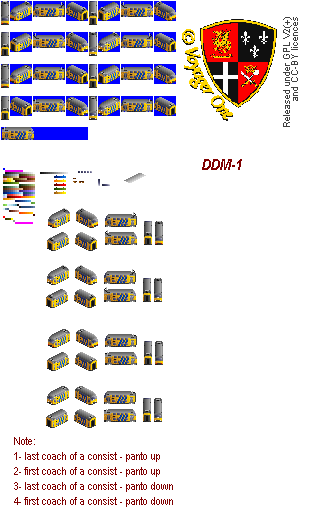 © Voyager One
Released under GPL V2(+)
and CC-BY licences
DDM-1
Note:
1- last coach of a consist - panto up
2- first coach of a consist - panto up
3- last coach of a consist - panto down
4- first coach of a consist - panto down